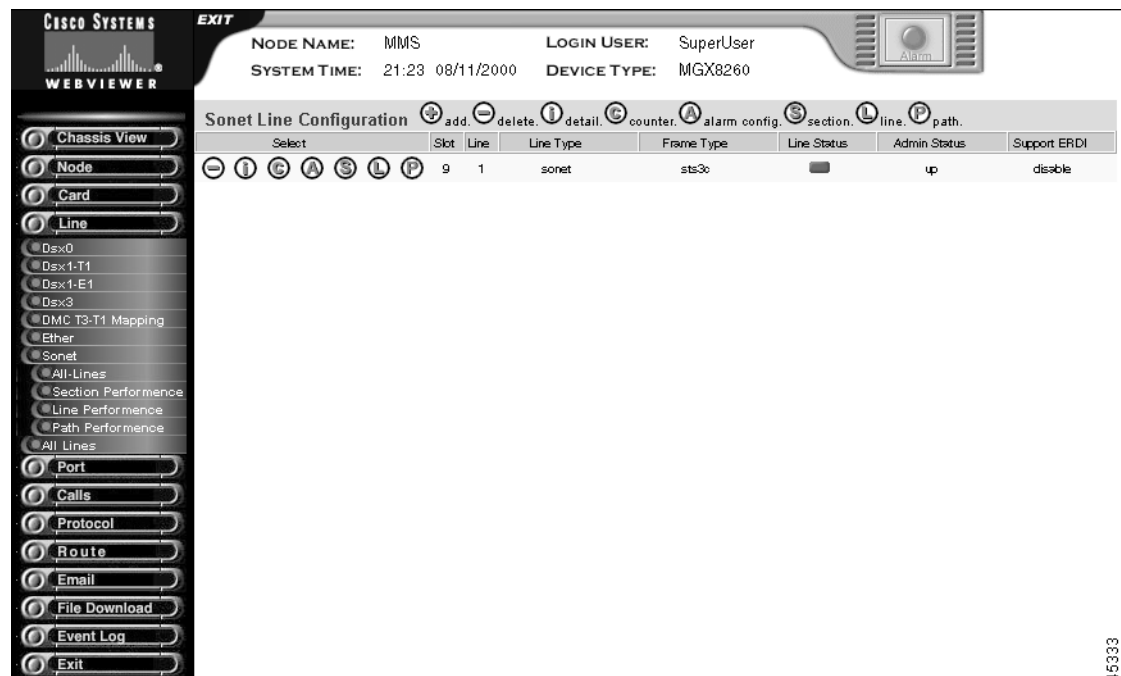 CISCO SYSTEMS
WEBVIEWER
EXIT
NODE NAME: MMS LOGIN USER: SuperUser
SYSTEM TIME: 21:23 08/11/2000 DEVICE TYPE: MGX8260
Alarm
Sonet Line Configuration + add. − delete. i detail. C counter. A alarm config. S section. L line. P path.
Select Slot Line Line Type Frame Type Line Status Admin Status Support ERDI
− i C A S L P 9 1 sonet sts3c up disable
Chassis View
Node
Card
Line
Dsx0
Dsx1-T1
Dsx1-E1
Dsx3
DMC T3-T1 Mapping
Ether
Sonet
All-Lines
Section Performence
Line Performence
Path Performence
All Lines
Port
Calls
Protocol
Route
Email
File Download
Event Log
Exit